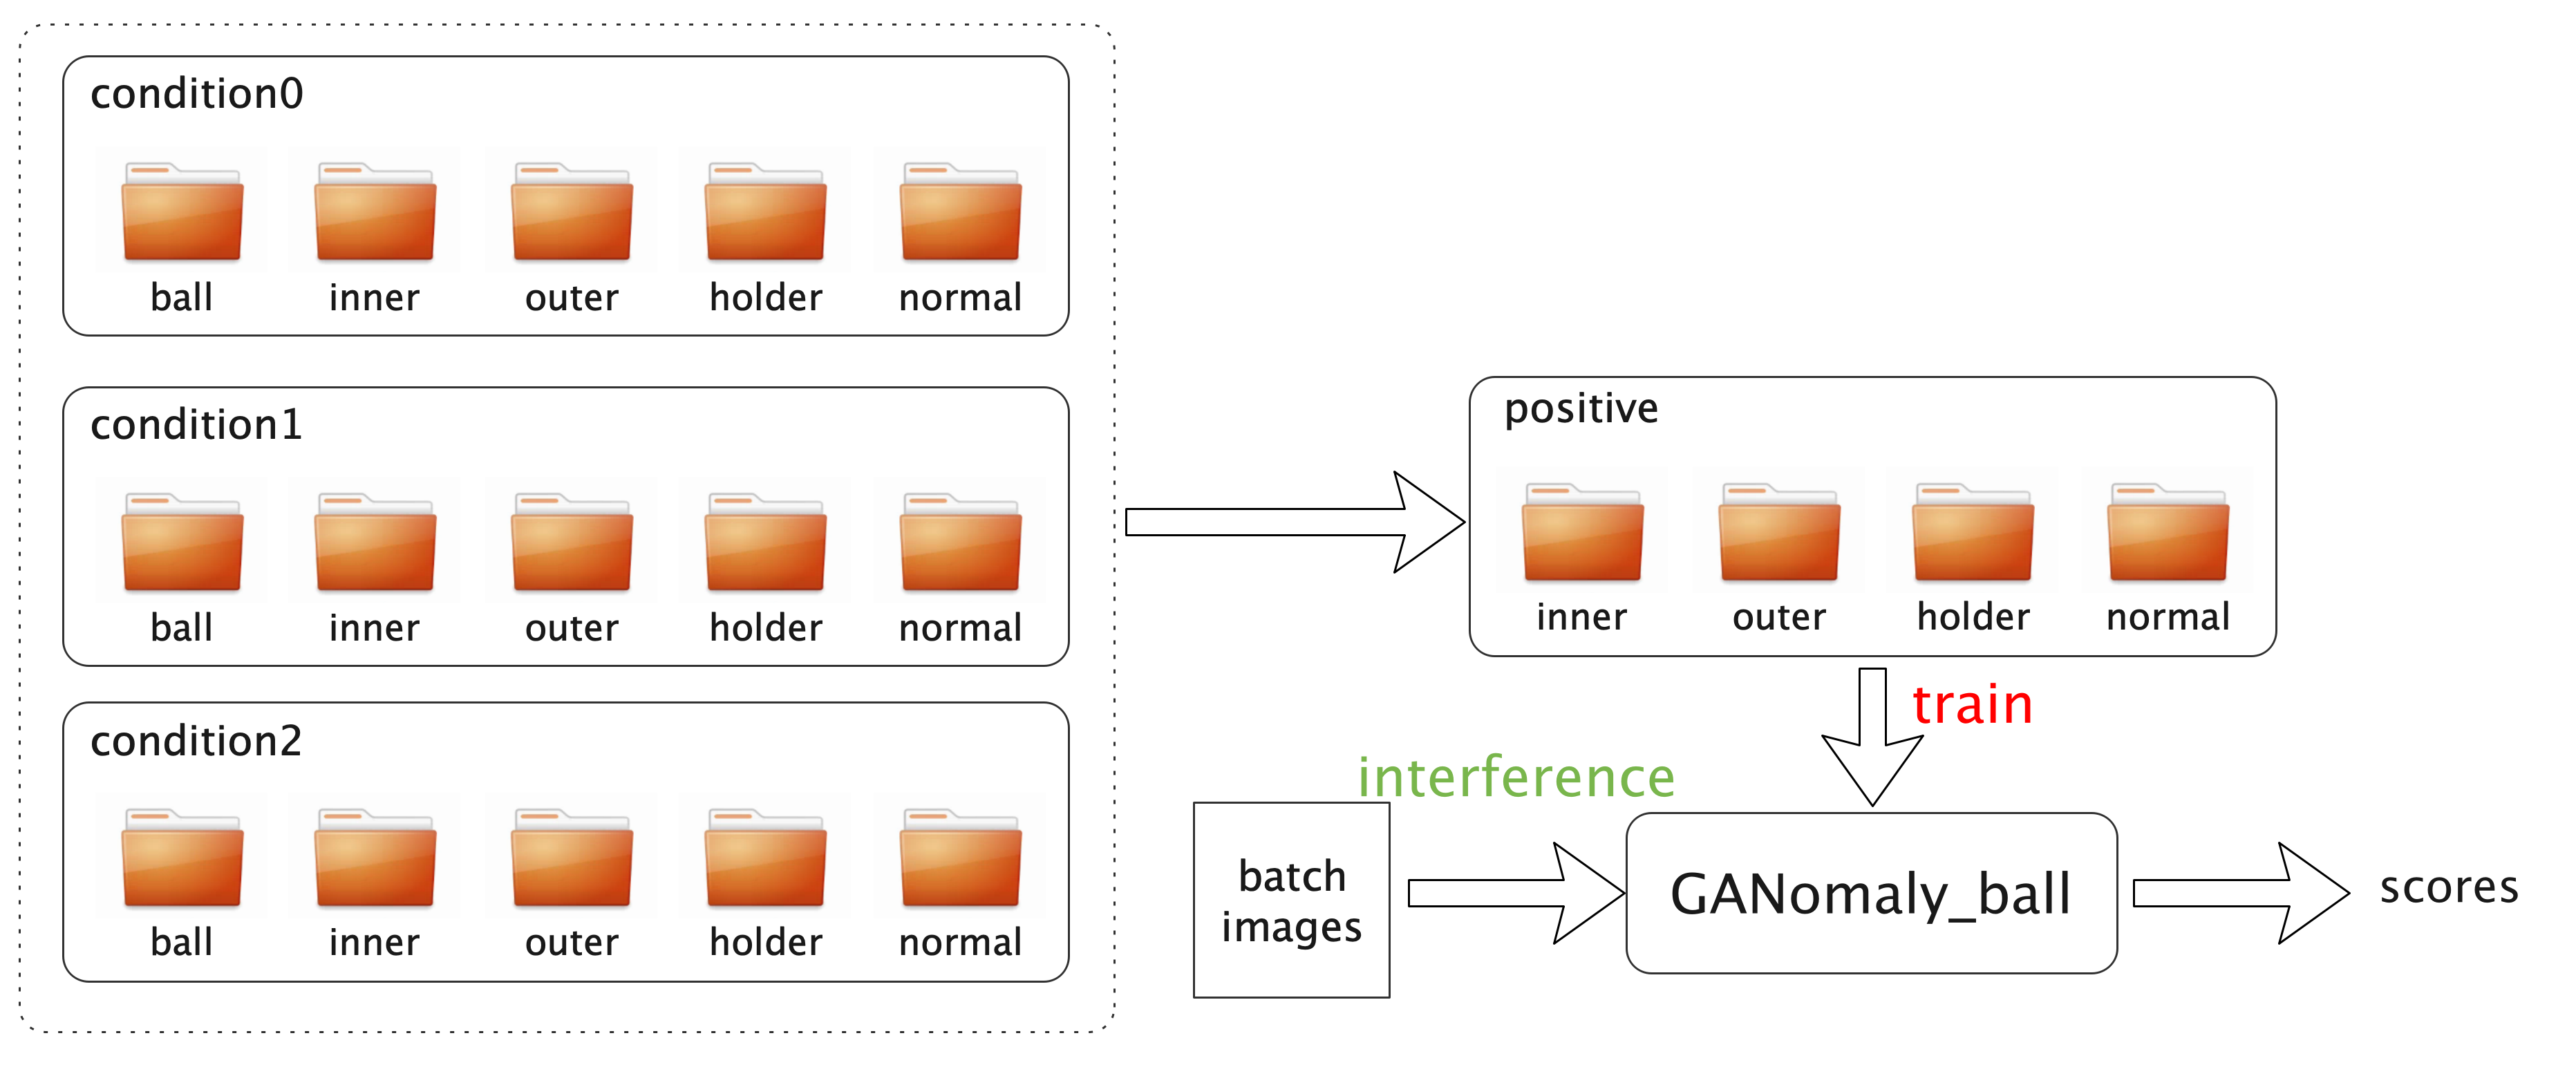 condition0
ball inner outer holder normal
condition1
ball inner outer holder normal
condition2
ball inner outer holder normal
positive
inner outer holder normal
train
interference
batch
images
GANomaly_ball
scores